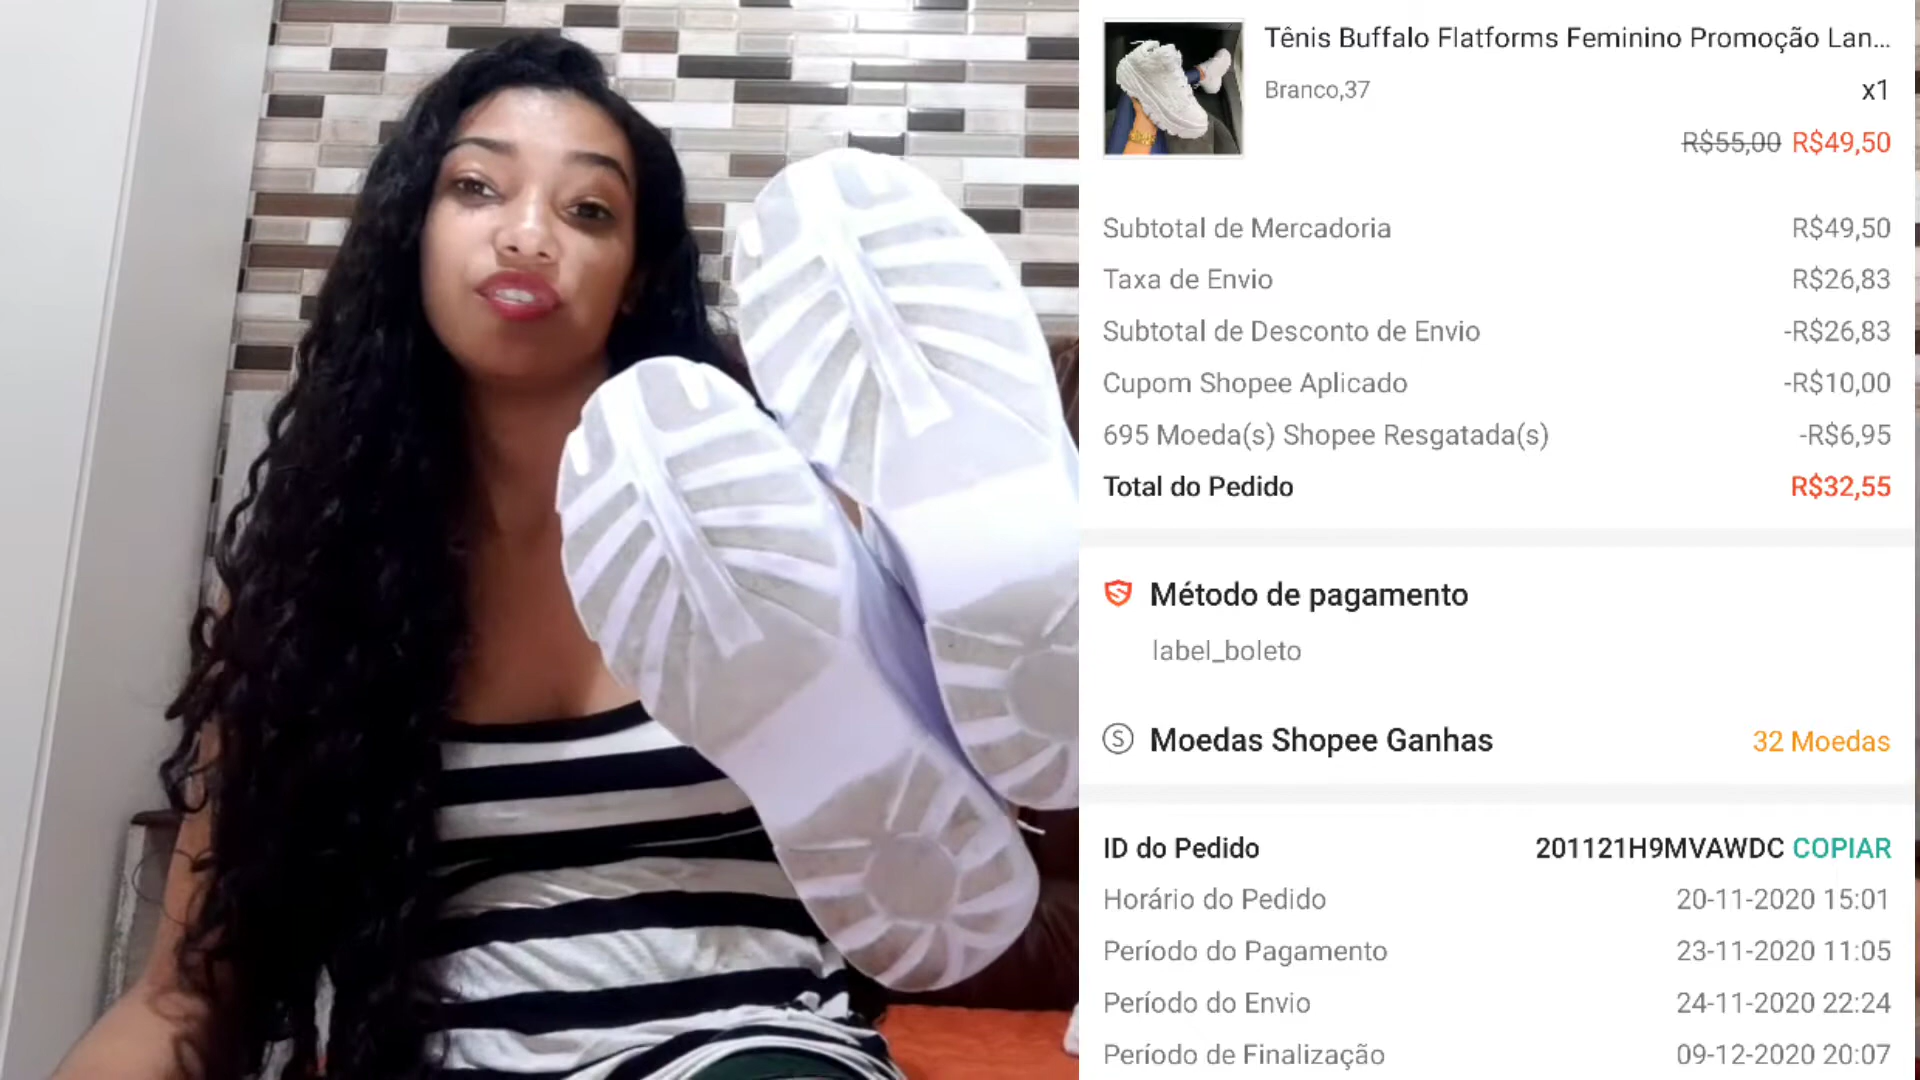 Tênis Buffalo Flatforms Feminino Promoção Lan...
Branco,37
x1
R$55,00 R$49,50
Subtotal de Mercadoria R$49,50
Taxa de Envio R$26,83
Subtotal de Desconto de Envio -R$26,83
Cupom Shopee Aplicado -R$10,00
695 Moeda(s) Shopee Resgatada(s) -R$6,95
Total do Pedido R$32,55
Método de pagamento
label_boleto
S Moedas Shopee Ganhas 32 Moedas
ID do Pedido 201121H9MVAWDC COPIAR
Horário do Pedido 20-11-2020 15:01
Período do Pagamento 23-11-2020 11:05
Período do Envio 24-11-2020 22:24
Período de Finalização 09-12-2020 20:07